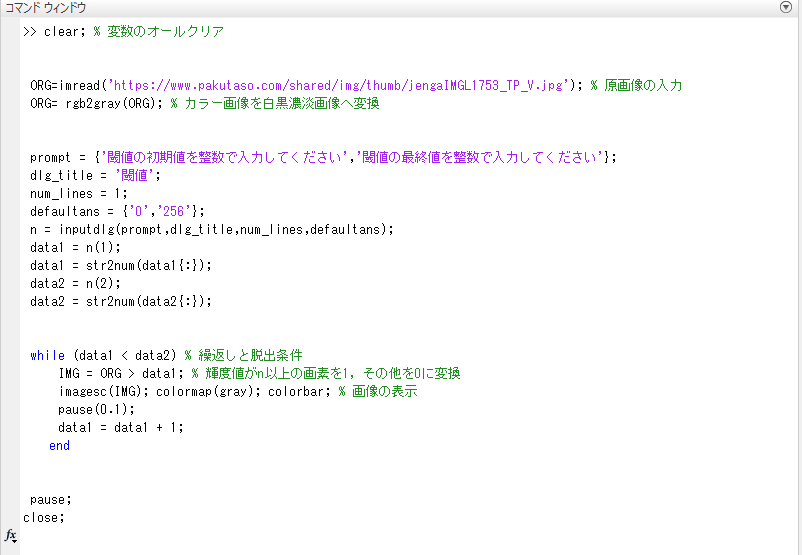 コマンド ウィンドウ
>> clear; % 変数のオールクリア
ORG=imread('https://www.pakutaso.com/shared/img/thumb/jengaIMGL1753_TP_V.jpg'); % 原画像の入力
ORG= rgb2gray(ORG); % カラー画像を白黒濃淡画像へ変換
prompt = {'閾値の初期値を整数で入力してください','閾値の最終値を整数で入力してください'};
dlg_title = '閾値';
num_lines = 1;
defaultans = {'0','256'};
n = inputdlg(prompt,dlg_title,num_lines,defaultans);
data1 = n(1);
data1 = str2num(data1{:});
data2 = n(2);
data2 = str2num(data2{:});
while (data1 < data2) % 繰返しと脱出条件
IMG = ORG > data1; % 輝度値がn以上の画素を1，その他を0に変換
imagesc(IMG); colormap(gray); colorbar; % 画像の表示
pause(0.1);
data1 = data1 + 1;
end
pause;
close;
fx